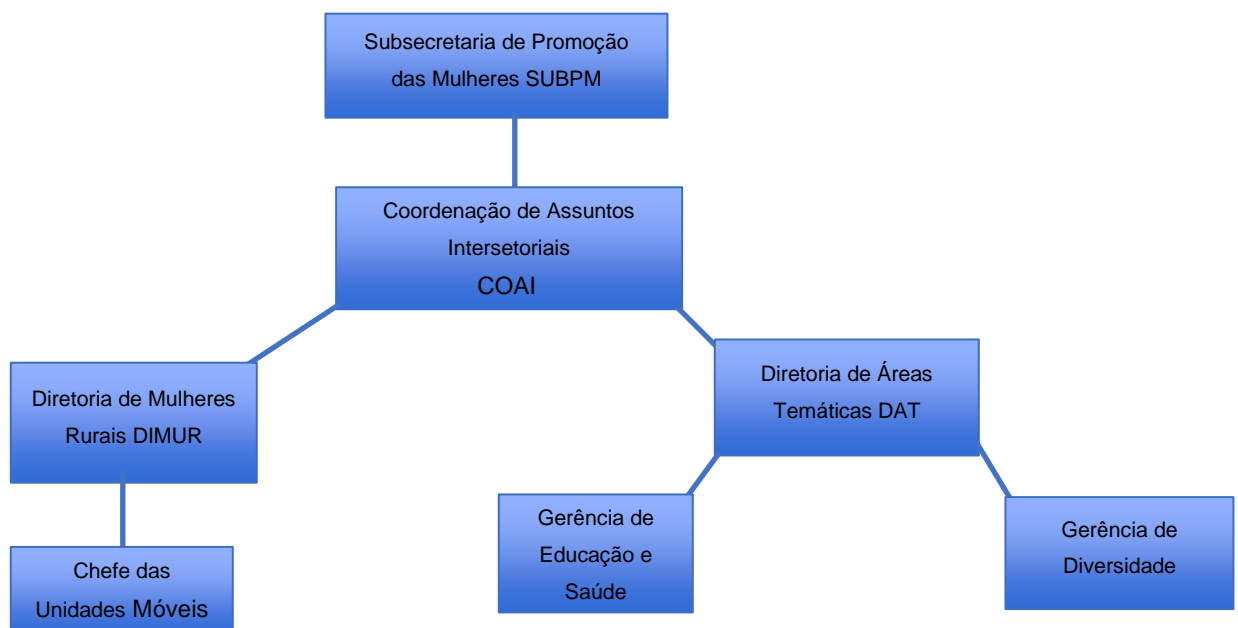 Subsecretaria de Promoção
das Mulheres SUBPM
Coordenação de Assuntos
Intersetoriais
COAI
Diretoria de Mulheres
Rurais DIMUR
Diretoria de Áreas
Temáticas DAT
Chefe das
Unidades Móveis
Gerência de
Educação e
Saúde
Gerência de
Diversidade